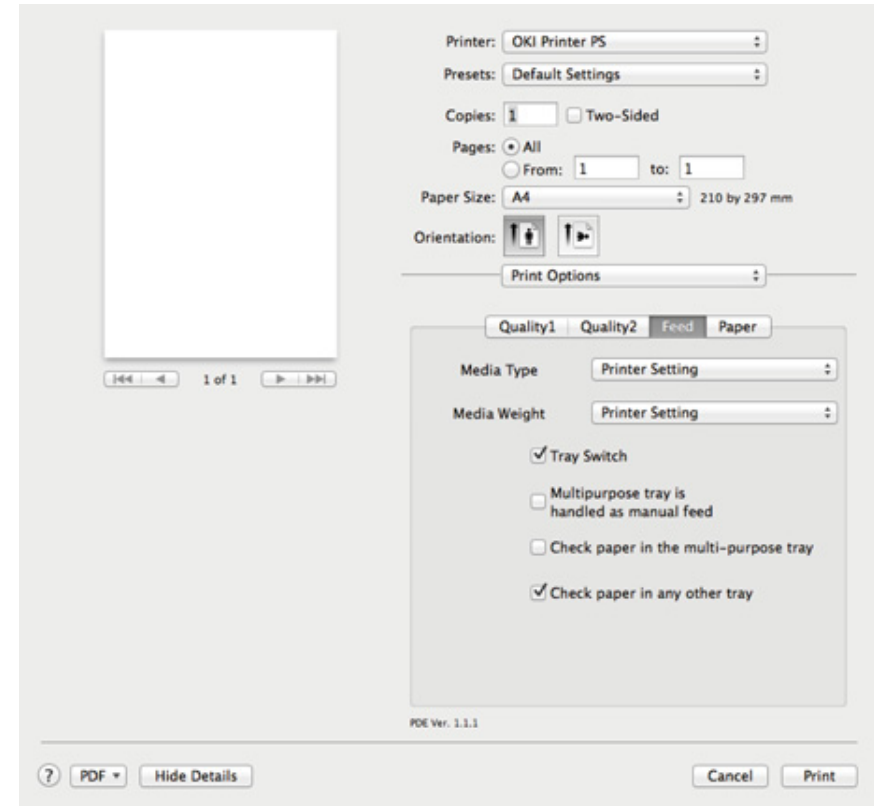 Printer: OKI Printer PS
Presets: Default Settings
Copies: 1 Two-Sided
Pages: All
From: 1 to: 1
Paper Size: A4 210 by 297 mm
Orientation:
Print Options
Quality1 Quality2 Feed Paper
1 of 1
Media Type Printer Setting
Media Weight Printer Setting
Tray Switch
Multipurpose tray is
handled as manual feed
Check paper in the multi-purpose tray
Check paper in any other tray
PDE Ver. 1.1.1
? PDF Hide Details Cancel Print